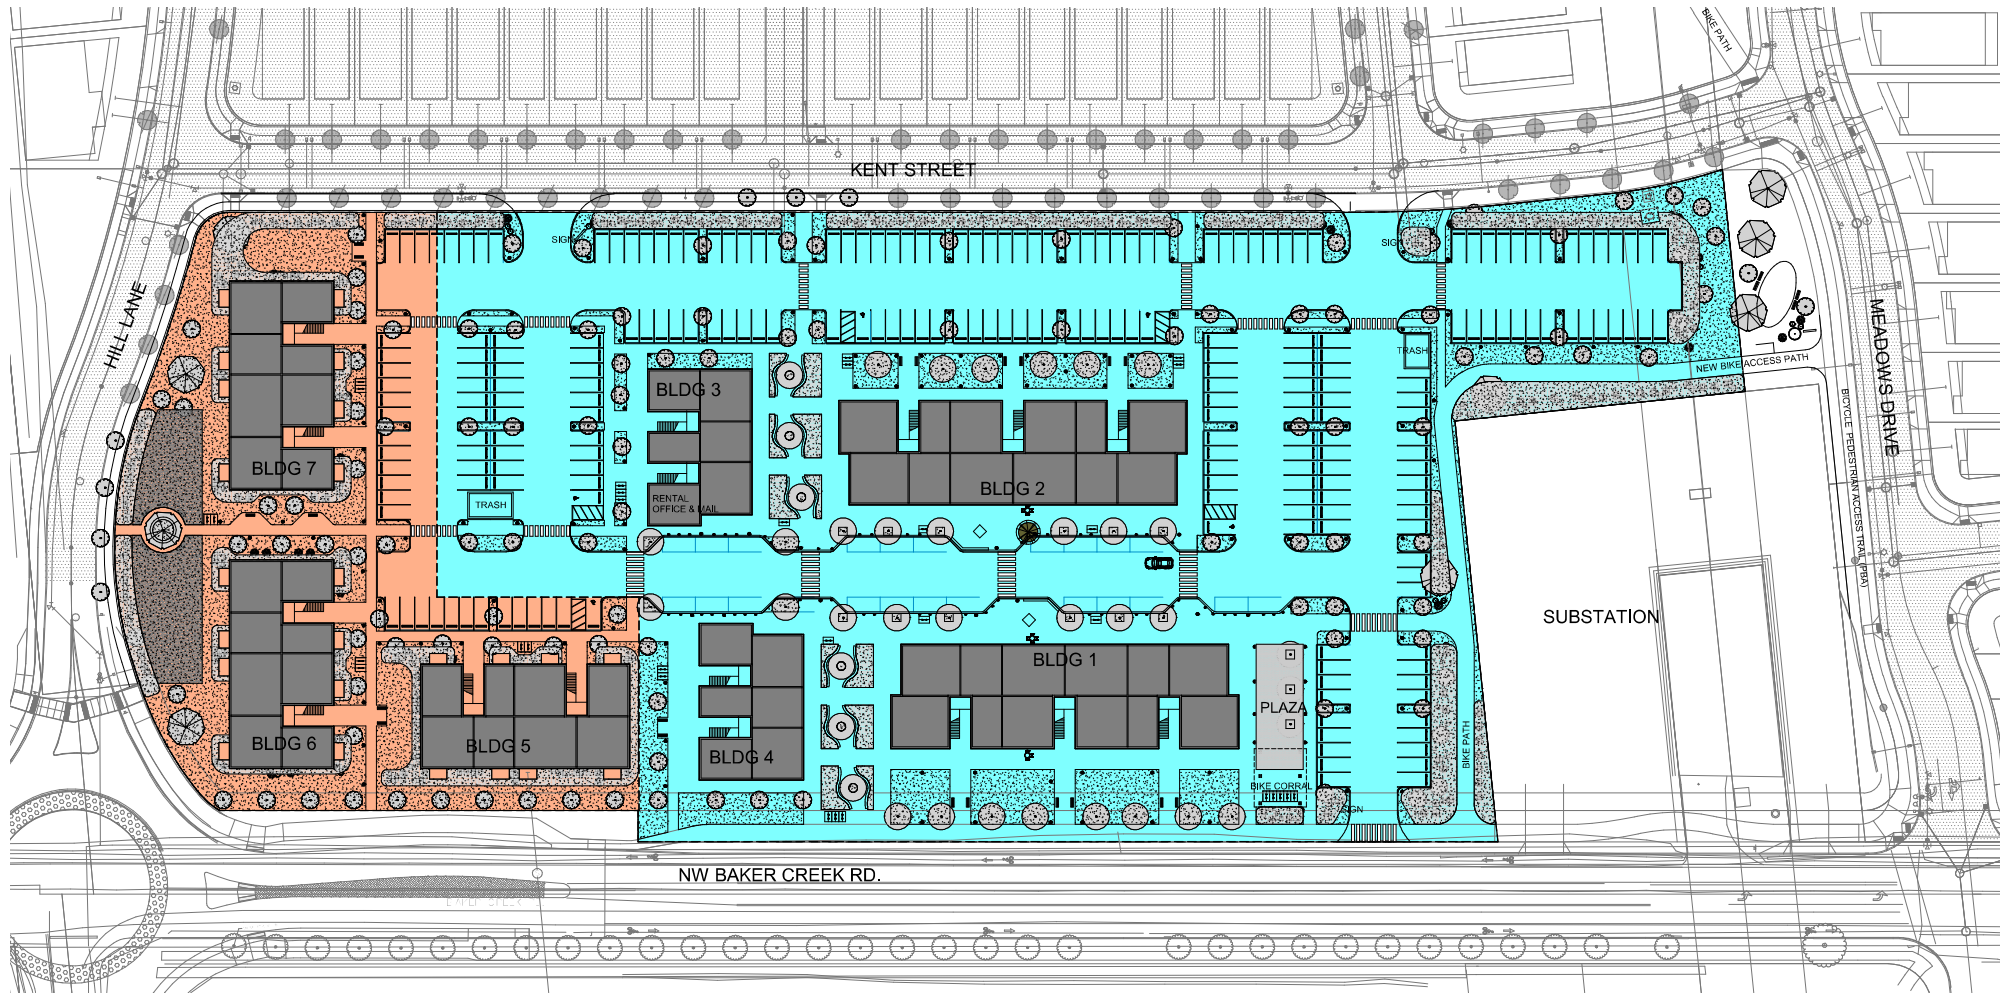 BIKE PATH
KENT STREET
HILL LANE
SIGN
MEADOWS DRIVE
TRASH
NEW BIKE ACCESS PATH
BLDG 3
BICYCLE PEDESTRIAN ACCESS TRAIL (PBA)
BLDG 7
BLDG 2
RENTAL
OFFICE & MAIL
TRASH
SUBSTATION
BLDG 1
PLAZA
BLDG 6
BLDG 5
BLDG 4
BIKE PATH
BIKE CORRAL
SIGN
NW BAKER CREEK RD.